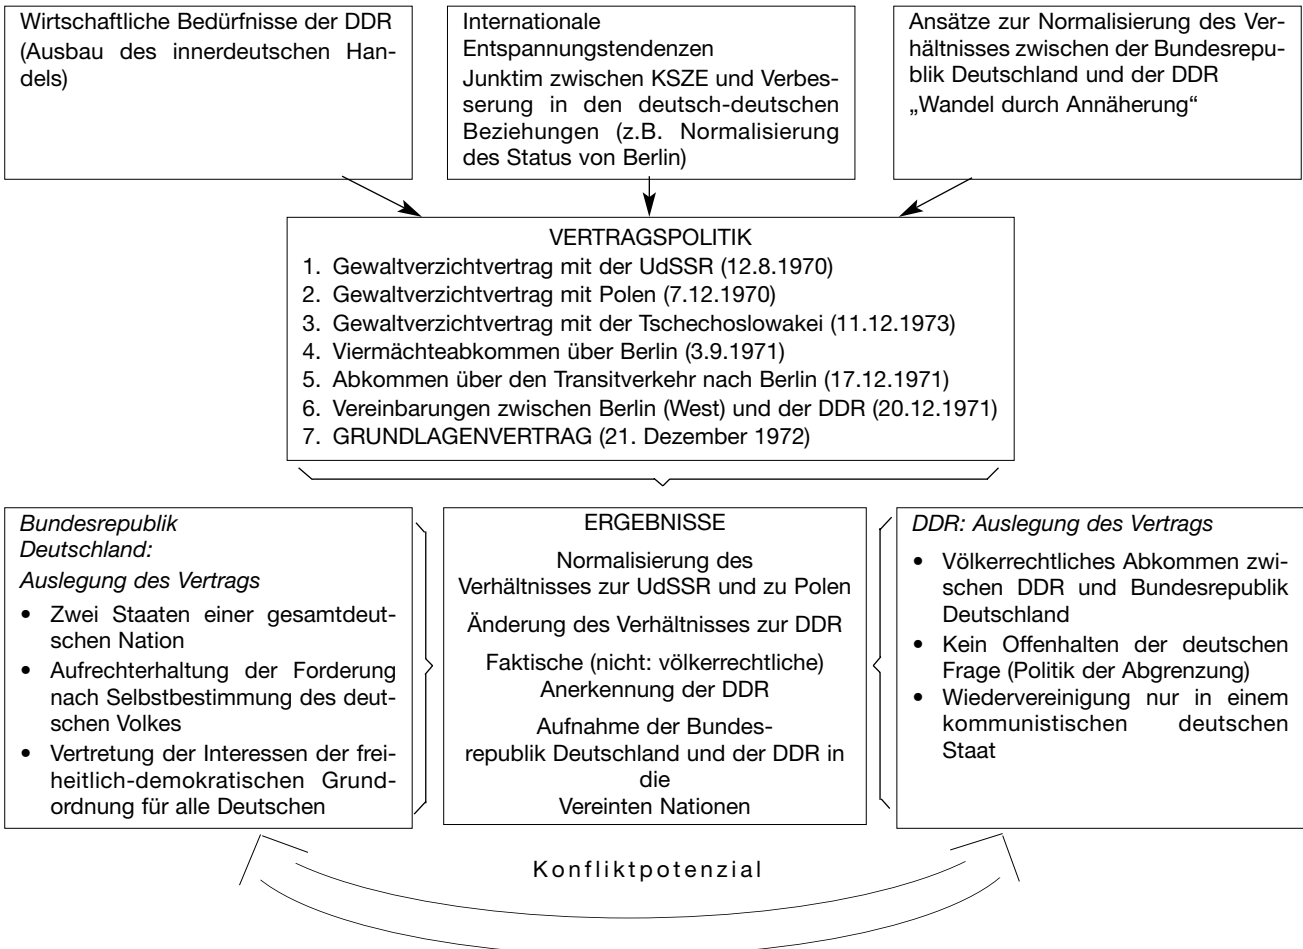 Wirtschaftliche Bedürfnisse der DDR
(Ausbau des innerdeutschen Han-
dels)
Internationale
Entspannungstendenzen
Junktim zwischen KSZE und Verbes-
serung in den deutsch-deutschen
Beziehungen (z.B. Normalisierung
des Status von Berlin)
Ansätze zur Normalisierung des Ver-
hältnisses zwischen der Bundesrepu-
blik Deutschland und der DDR
„Wandel durch Annäherung“
VERTRAGSPOLITIK
1. Gewaltverzichtvertrag mit der UdSSR (12.8.1970)
2. Gewaltverzichtvertrag mit Polen (7.12.1970)
3. Gewaltverzichtvertrag mit der Tschechoslowakei (11.12.1973)
4. Viermächteabkommen über Berlin (3.9.1971)
5. Abkommen über den Transitverkehr nach Berlin (17.12.1971)
6. Vereinbarungen zwischen Berlin (West) und der DDR (20.12.1971)
7. GRUNDLAGENVERTRAG (21. Dezember 1972)
Bundesrepublik
Deutschland:
Auslegung des Vertrags
• Zwei Staaten einer gesamtdeut-
schen Nation
• Aufrechterhaltung der Forderung
nach Selbstbestimmung des deut-
schen Volkes
• Vertretung der Interessen der frei-
heitlich-demokratischen Grund-
ordnung für alle Deutschen
ERGEBNISSE
Normalisierung des
Verhältnisses zur UdSSR und zu Polen
Änderung des Verhältnisses zur DDR
Faktische (nicht: völkerrechtliche)
Anerkennung der DDR
Aufnahme der Bundes-
republik Deutschland und der DDR in
die
Vereinten Nationen
DDR: Auslegung des Vertrags
• Völkerrechtliches Abkommen zwi-
schen DDR und Bundesrepublik
Deutschland
• Kein Offenhalten der deutschen
Frage (Politik der Abgrenzung)
• Wiedervereinigung nur in einem
kommunistischen deutschen
Staat
Konfliktpotenzial